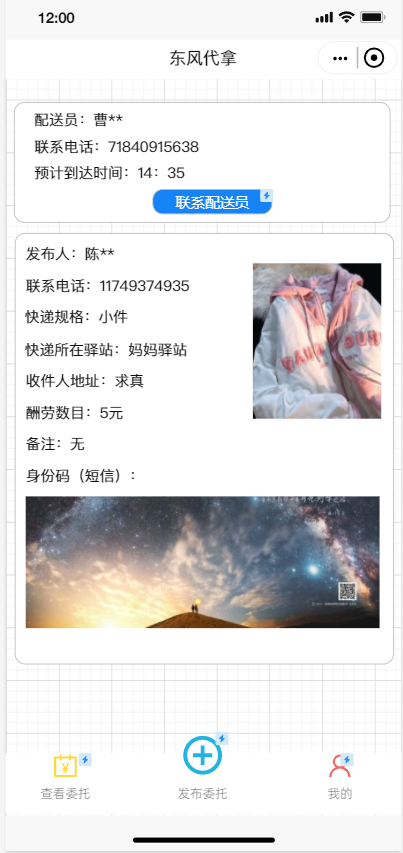 12:00
东风代拿
配送员：曹**
联系电话：71840915638
预计到达时间：14：35
联系配送员
发布人：陈**
联系电话：11749374935
快递规格：小件
快递所在驿站：妈妈驿站
收件人地址：求真
酬劳数目：5元
备注：无
身份码（短信）：
查看委托
发布委托
我的